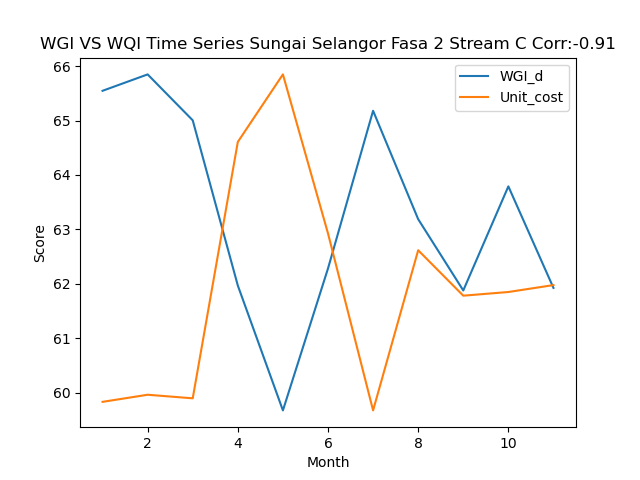 WGI VS WQI Time Series Sungai Selangor Fasa 2 Stream C Corr:-0.91
WGI_d
Unit_cost
Score
66
65
64
63
62
61
60
2 4 6 8 10
Month